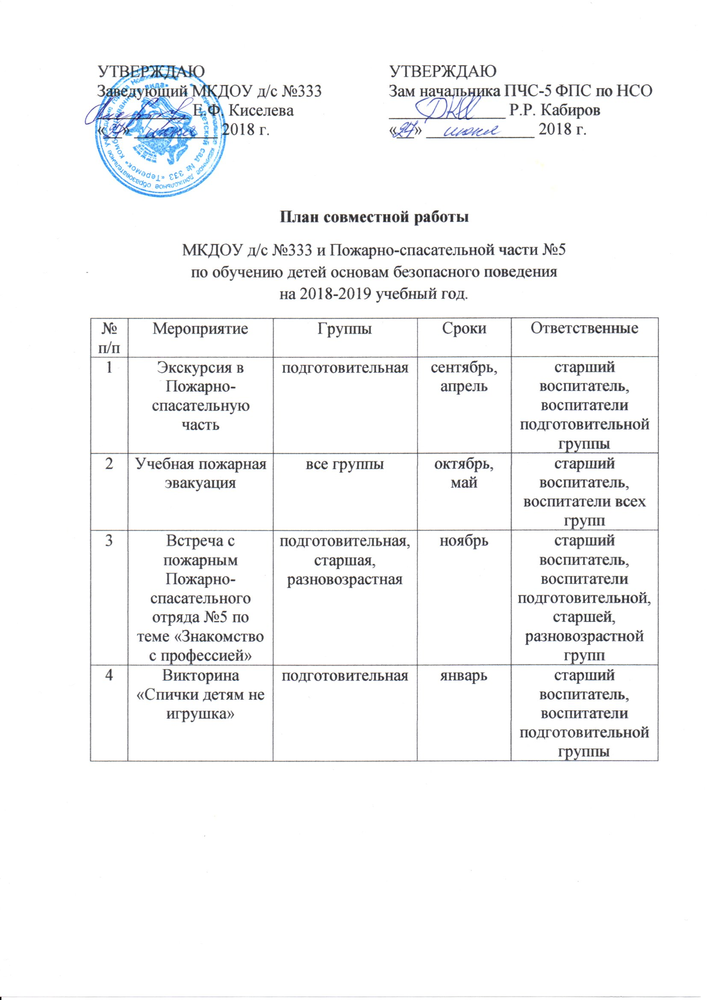 УТВЕРЖДАЮ
Заведующий МКДОУ д/с №333
Е.Ф. Киселева
«27» июня 2018 г.
УТВЕРЖДАЮ
Зам начальника ПЧС-5 ФПС по НСО
Р.Р. Кабиров
«27» июня 2018 г.
Детский сад № 333 «Теремок» комбинированного вида»
План совместной работы
МКДОУ д/с №333 и Пожарно-спасательной части №5
по обучению детей основам безопасного поведения
на 2018-2019 учебный год.
№
п/п
Мероприятие
Группы
Сроки
Ответственные
1
Экскурсия в
Пожарно-
спасательную
часть
подготовительная
сентябрь,
апрель
старший
воспитатель,
воспитатели
подготовительной
группы
2
Учебная пожарная
эвакуация
все группы
октябрь,
май
старший
воспитатель,
воспитатели всех
групп
3
Встреча с
пожарным
Пожарно-
спасательного
отряда №5 по
теме «Знакомство
с профессией»
подготовительная,
старшая,
разновозрастная
ноябрь
старший
воспитатель,
воспитатели
подготовительной,
старшей,
разновозрастной
групп
4
Викторина
«Спички детям не
игрушка»
подготовительная
январь
старший
воспитатель,
воспитатели
подготовительной
группы